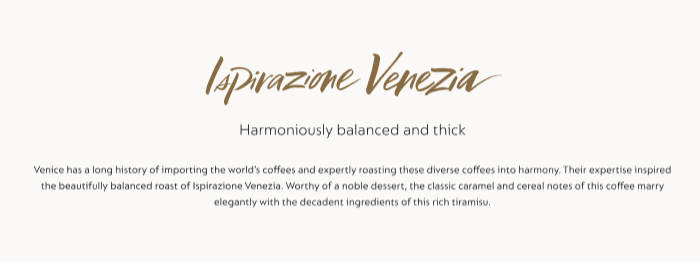 Ispirazione Venezia
Harmoniously balanced and thick
Venice has a long history of importing the world's coffees and expertly roasting these diverse coffees into harmony. Their expertise inspired
the beautifully balanced roast of Ispirazione Venezia. Worthy of a noble dessert, the classic caramel and cereal notes of this coffee marry
elegantly with the decadent ingredients of this rich tiramisu.